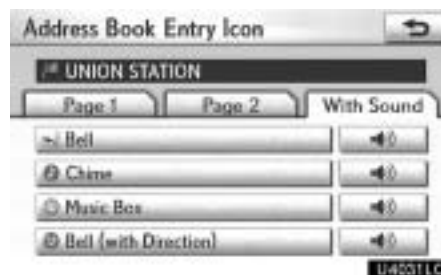 Address Book Entry Icon
UNION STATION
Page 1 Page 2 With Sound
Bell
Chime
Music Box
Bell (with Direction)
U4031LC